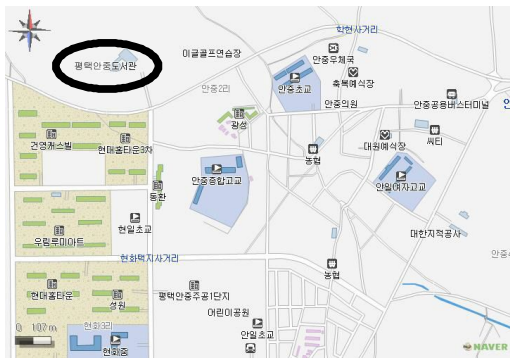 학현사거리
이글골프연습장
안중우체국
평택안중도서관
안중초교
축복예식장
안중2리
안중의원
안중공용버스터미널
안
광성
건영캐스빌
현대홈타운3차
농협
대원예식장
씨티
안중종합고교
안일여자고교
동환
현일초교
우림루미아트
대한지적공사
현화택지사거리
안중4
농협
현대홈타운
성원
평택안중주공1단지
어린이공원
0 107m
현화3리
안일초교
현화중
NAVER